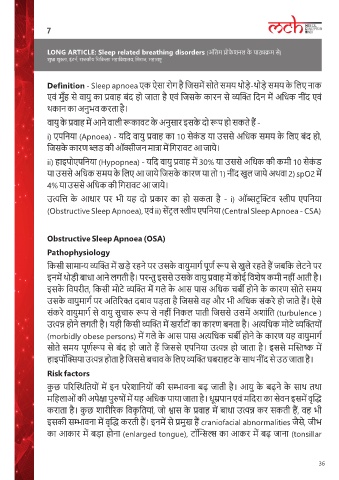 7
mch
LONG ARTICLE: Sleep related breathing disorders (अंतिम प्रोफेशनल के पाठ्यक्रम से)
Definition - Sleep apnoea एक ऐसा रोग है जिसमें सोते समय थोड़े-थोड़े समय के लिए नाक
एवं मुँह से वायु का प्रवाह बंद हो जाता है एवं जिसके कारन से व्यक्ति दिन में अधिक नींद एवं
थकान का अनुभव करता है।
वायु के प्रवाह में आने वाली रूकावट के अनुसार इसके दो रूप हो सकते हैं -
i) एपनिया (Apnoea) - यदि वायु प्रवाह का 10 सेकंड या उससे अधिक समय के लिए बंद हो,
जिसके कारण ब्लड की ऑक्सीजन मात्रा में गिरावट आ जाये।
ii) हाइपोएपनिया (Hypopnea) - यदि वायु प्रवाह में 30% या उससे अधिक की कमी 10 सेकंड
या उससे अधिक समय के लिए आ जाये जिसके कारण या तो 1) नींद खुल जाये अथवा 2) spO2 में
4% या उससे अधिक की गिरावट आ जाये।
उत्पत्ति के आधार पर भी यह दो प्रकार का हो सकता है - i) ऑब्सट्रक्टिव स्लीप एपनिया
(Obstructive Sleep Apnoea), एवं ii) सेंट्रल स्लीप एपनिया (Central Sleep Apnoea - CSA)
Obstructive Sleep Apnoea (OSA)
Pathophysiology
किसी सामान्य व्यक्ति में खड़े रहने पर उसके वायुमार्ग पूर्ण रूप से खुले रहते हैं जबकि लेटने पर
इनमें थोड़ी बाधा आने लगती है। परन्तु इससे उसके वायु प्रवाह में कोई विशेष कमी नहीं आती है।
इसके विपरीत, किसी मोटे व्यक्ति में गले के आस पास अधिक चर्बी होने के कारण सोते समय
उसके वायुमार्ग पर अतिरिक्त दबाव पड़ता है जिससे वह और भी अधिक संकरे हो जाते हैं। ऐसे
संकरे वायुमार्ग से वायु सुचारु रूप से नहीं निकल पाती जिससे उसमें अशांति (turbulence )
उत्पन्न होने लगती है। यही किसी व्यक्ति में खर्राटों का कारण बनता है। अत्यधिक मोटे व्यक्तियों
(morbidly obese persons) में गले के आस पास अत्यधिक चर्बी होने के कारण यह वायुमार्ग
सोते समय पूर्णरूप से बंद हो जाते हैं जिससे एपनिया उत्पन्न हो जाता है। इससे मस्तिष्क में
हाइपॉक्सिया उत्पन्न होता है जिससे बचाव के लिए व्यक्ति घबराहट के साथ नींद से उठ जाता है।
Risk factors
कुछ परिस्थितियों में इन परेशानियों की सम्भावना बढ़ जाती है। आयु के बढ़ने के साथ तथा
महिलाओं की अपेक्षा पुरुषों में यह अधिक पाया जाता है। धूम्रपान एवं मदिरा का सेवन इसमें वृद्धि
कराता है। कुछ शारीरिक विकृतियां, जो श्वास के प्रवाह में बाधा उत्पन्न कर सकती हैं, वह भी
इसकी सम्भावना में वृद्धि करती हैं। इनमें से प्रमुख हैं craniofacial abnormalities जैसे, जीभ
का आकार में बड़ा होना (enlarged tongue), टॉन्सिल्स का आकर में बढ़ जाना (tonsillar
36